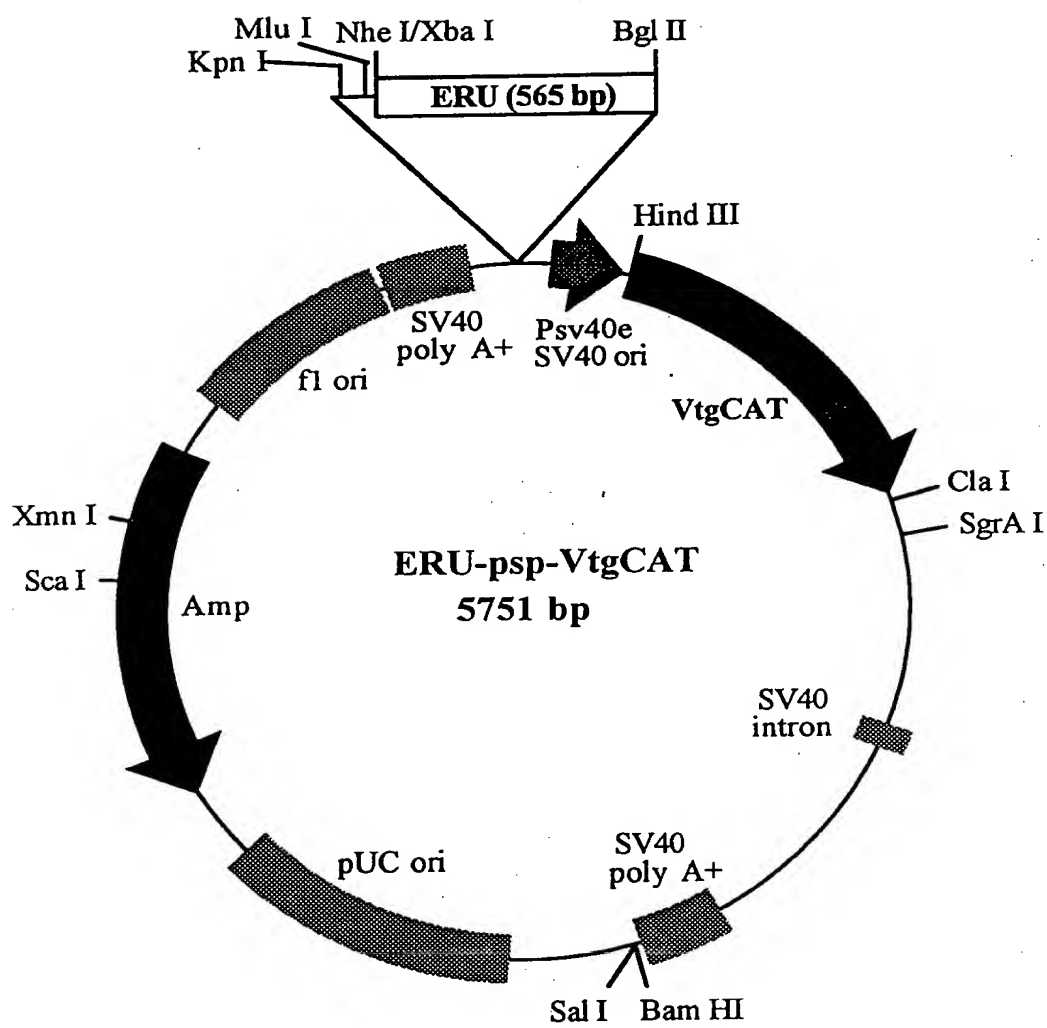 Mlu I
Nhe I/Xba I
Bgl II
Kpn I
ERU (565 bp)
Hind III
SV40
poly A+
Psv40e
SV40 ori
f1 ori
VtgCAT
Cla I
SgrA I
Xmn I
Sca I
Amp
ERU-psp-VtgCAT
5751 bp
SV40
intron
SV40
poly A+
pUC ori
Sal I
Bam HI